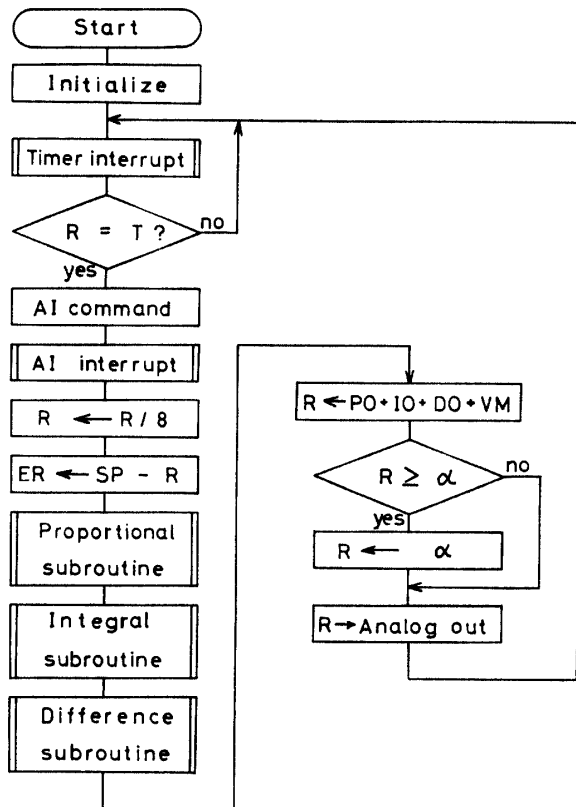 Start
Initialize
Timer interrupt
R = T ?
no
yes
AI command
AI interrupt
R ← R / 8
ER ← SP - R
Proportional
subroutine
Integral
subroutine
Difference
subroutine
R ← PO + IO + DO + VM
R ≥ α
no
yes
R ← α
R → Analog out